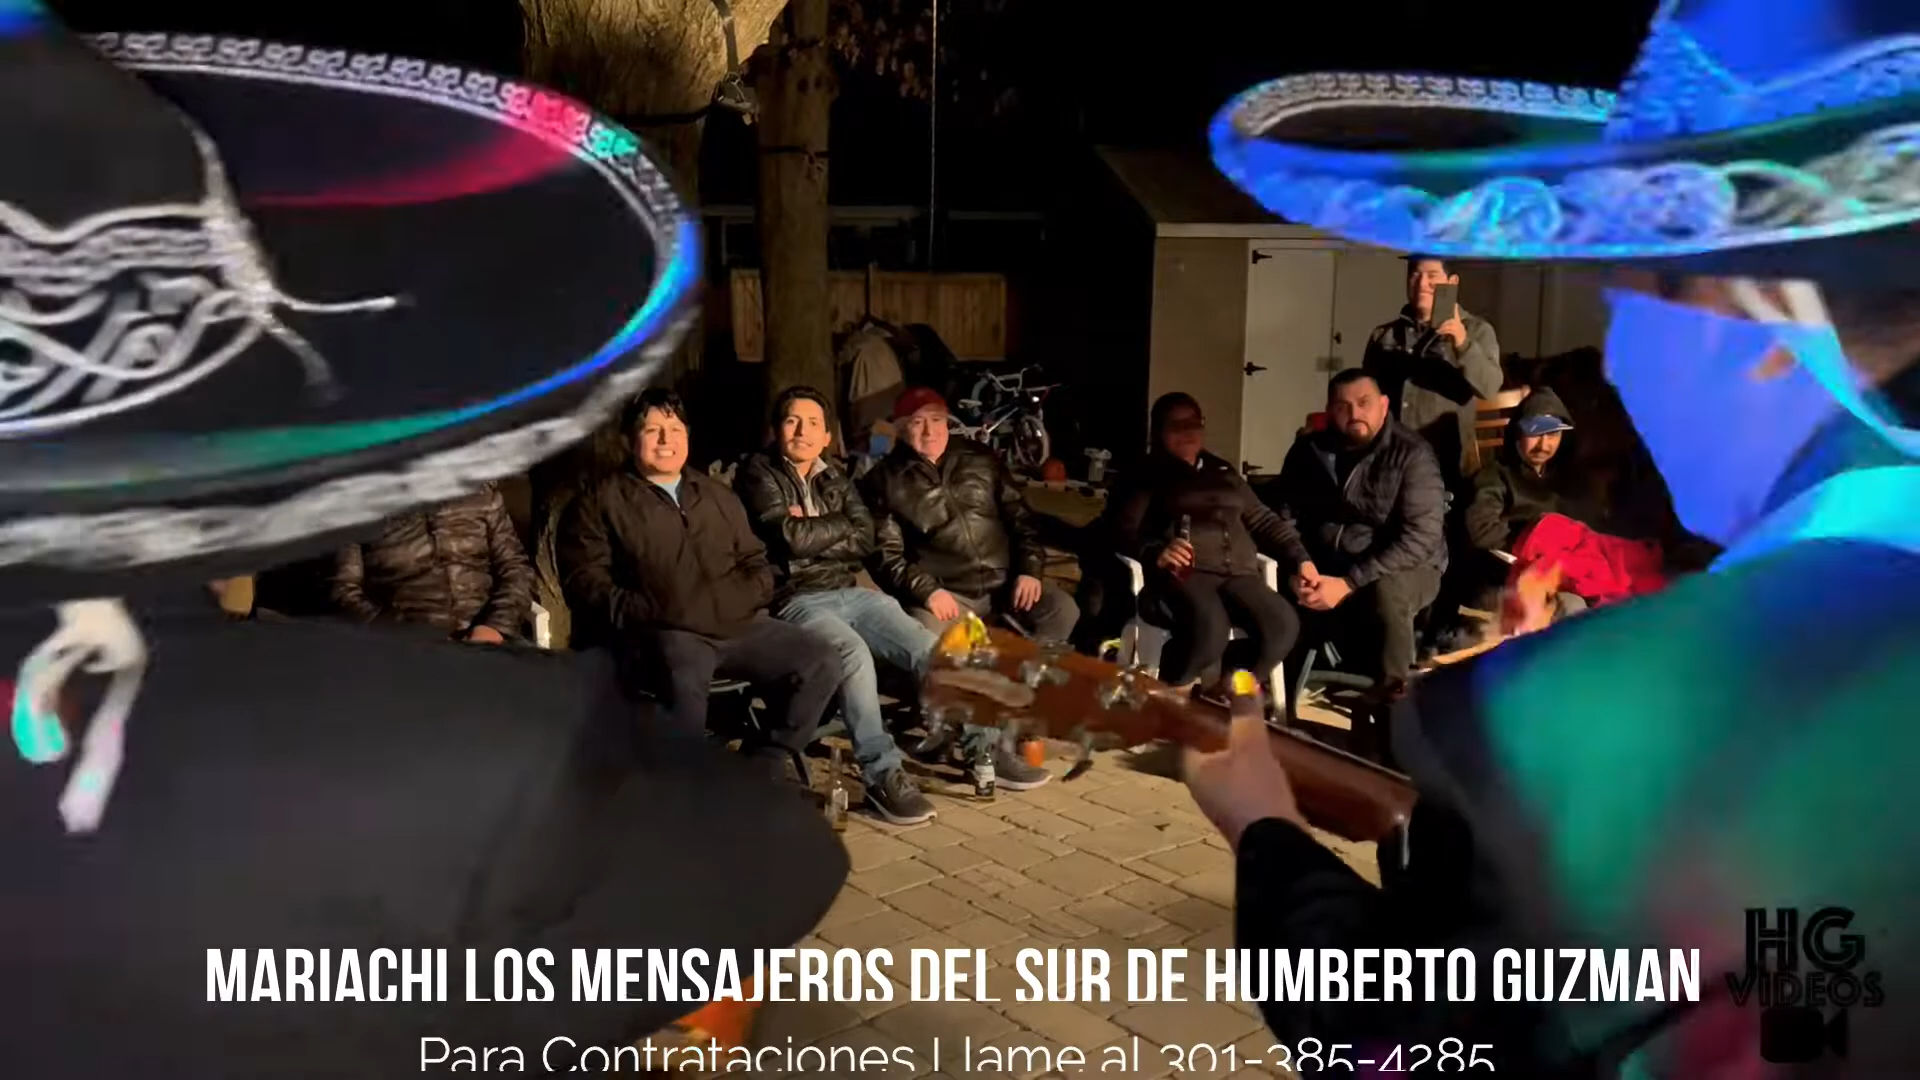 MARIACHI LOS MENSAJEROS DEL SUR DE HUMBERTO GUZMAN
Para Contrataciones Llame al 301-385-4285
HG
VIDEOS